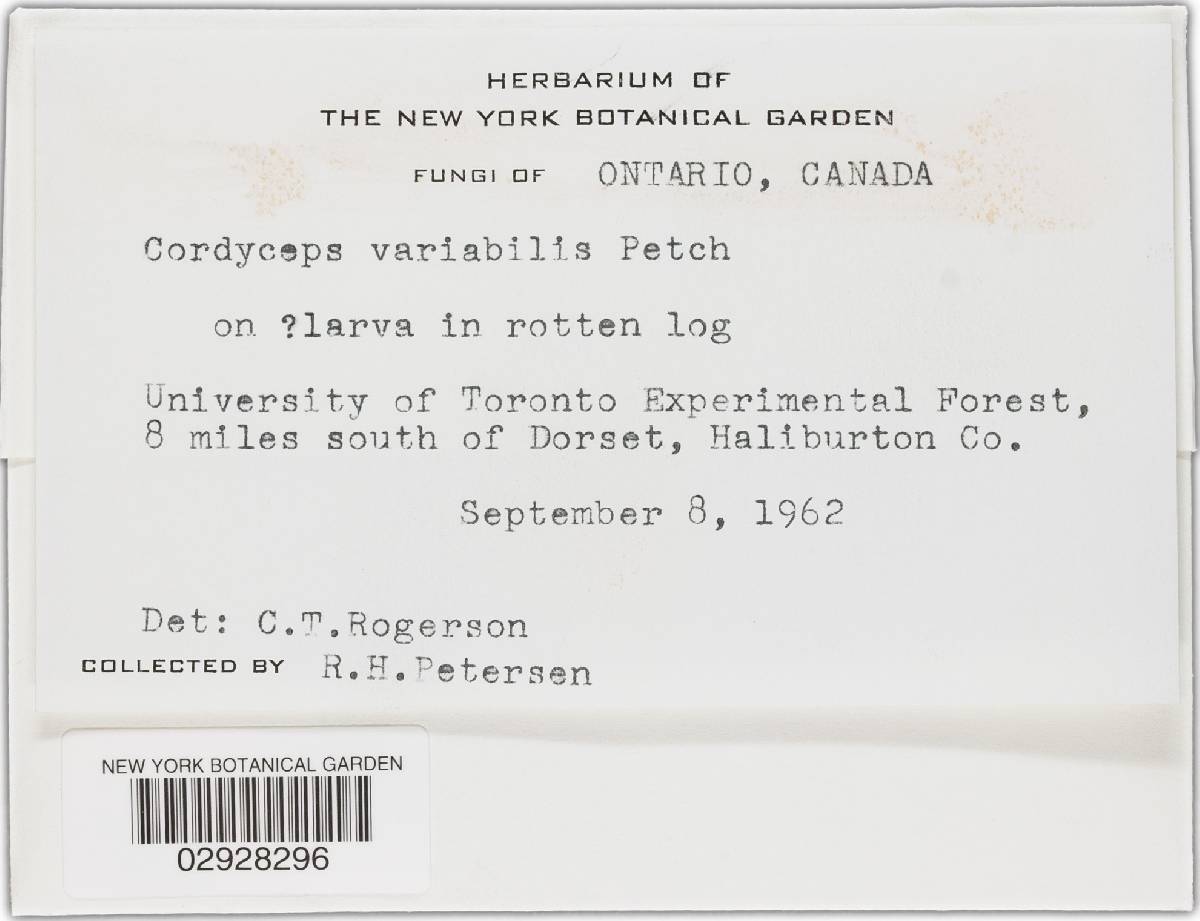 HERBARIUM OF
THE NEW YORK BOTANICAL GARDEN
FUNGI OF ONTARIO, CANADA
Cordyceps variabilis Petch
on ?larva in rotten log
University of Toronto Experimental Forest,
8 miles south of Dorset, Haliburton Co.
September 8, 1962
Det: C.T.Rogerson
COLLECTED BY R.H.Petersen
NEW YORK BOTANICAL GARDEN
02928296